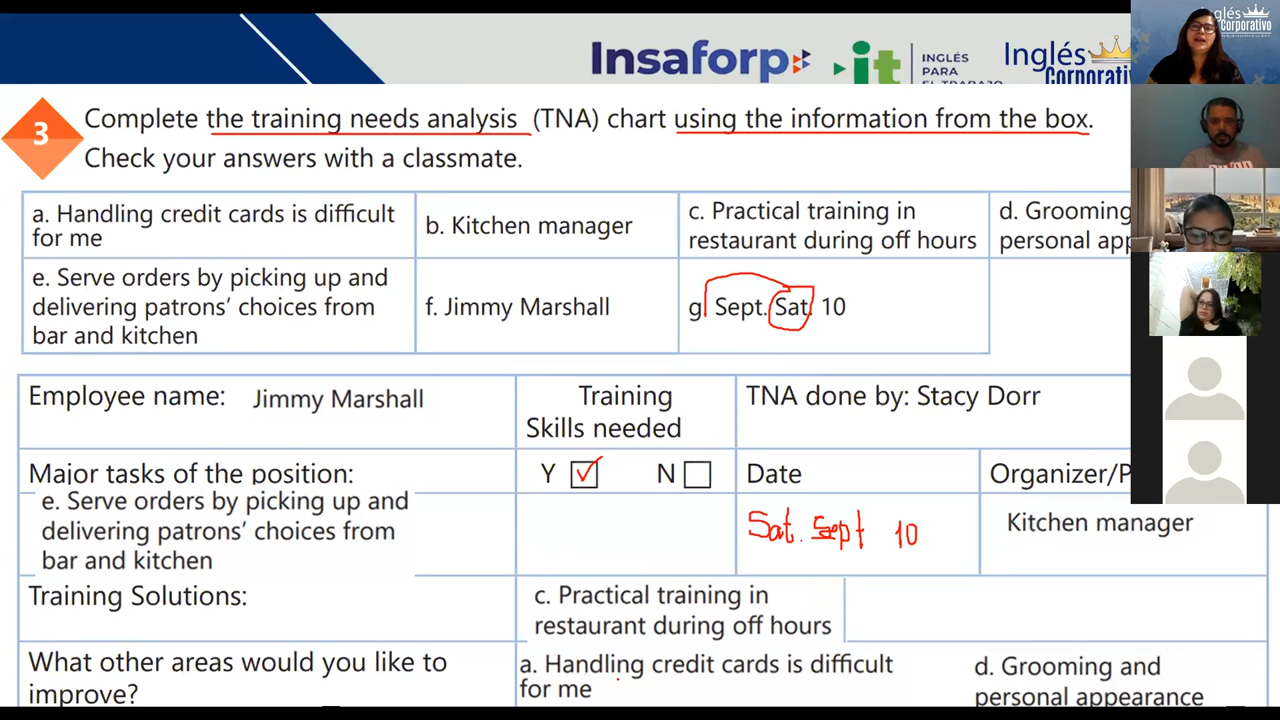 Insaforp
it
INGLÉS
PARA
EL TRABAJO
Inglés
Corporativo
Inglés
Corporativo
3
Complete the training needs analysis (TNA) chart using the information from the box.
Check your answers with a classmate.
a. Handling credit cards is difficult
for me
b. Kitchen manager
c. Practical training in
restaurant during off hours
d. Grooming
personal app
e. Serve orders by picking up and
delivering patrons' choices from
bar and kitchen
f. Jimmy Marshall
g. Sept. Sat. 10
Employee name: Jimmy Marshall
Training
Skills needed
TNA done by: Stacy Dorr
Major tasks of the position:
Y ✓ N
Date
Organizer/P
e. Serve orders by picking up and
delivering patrons' choices from
bar and kitchen
Sat. Sept 10
Kitchen manager
Training Solutions:
c. Practical training in
restaurant during off hours
What other areas would you like to
improve?
a. Handling credit cards is difficult
for me
d. Grooming and
personal appearance